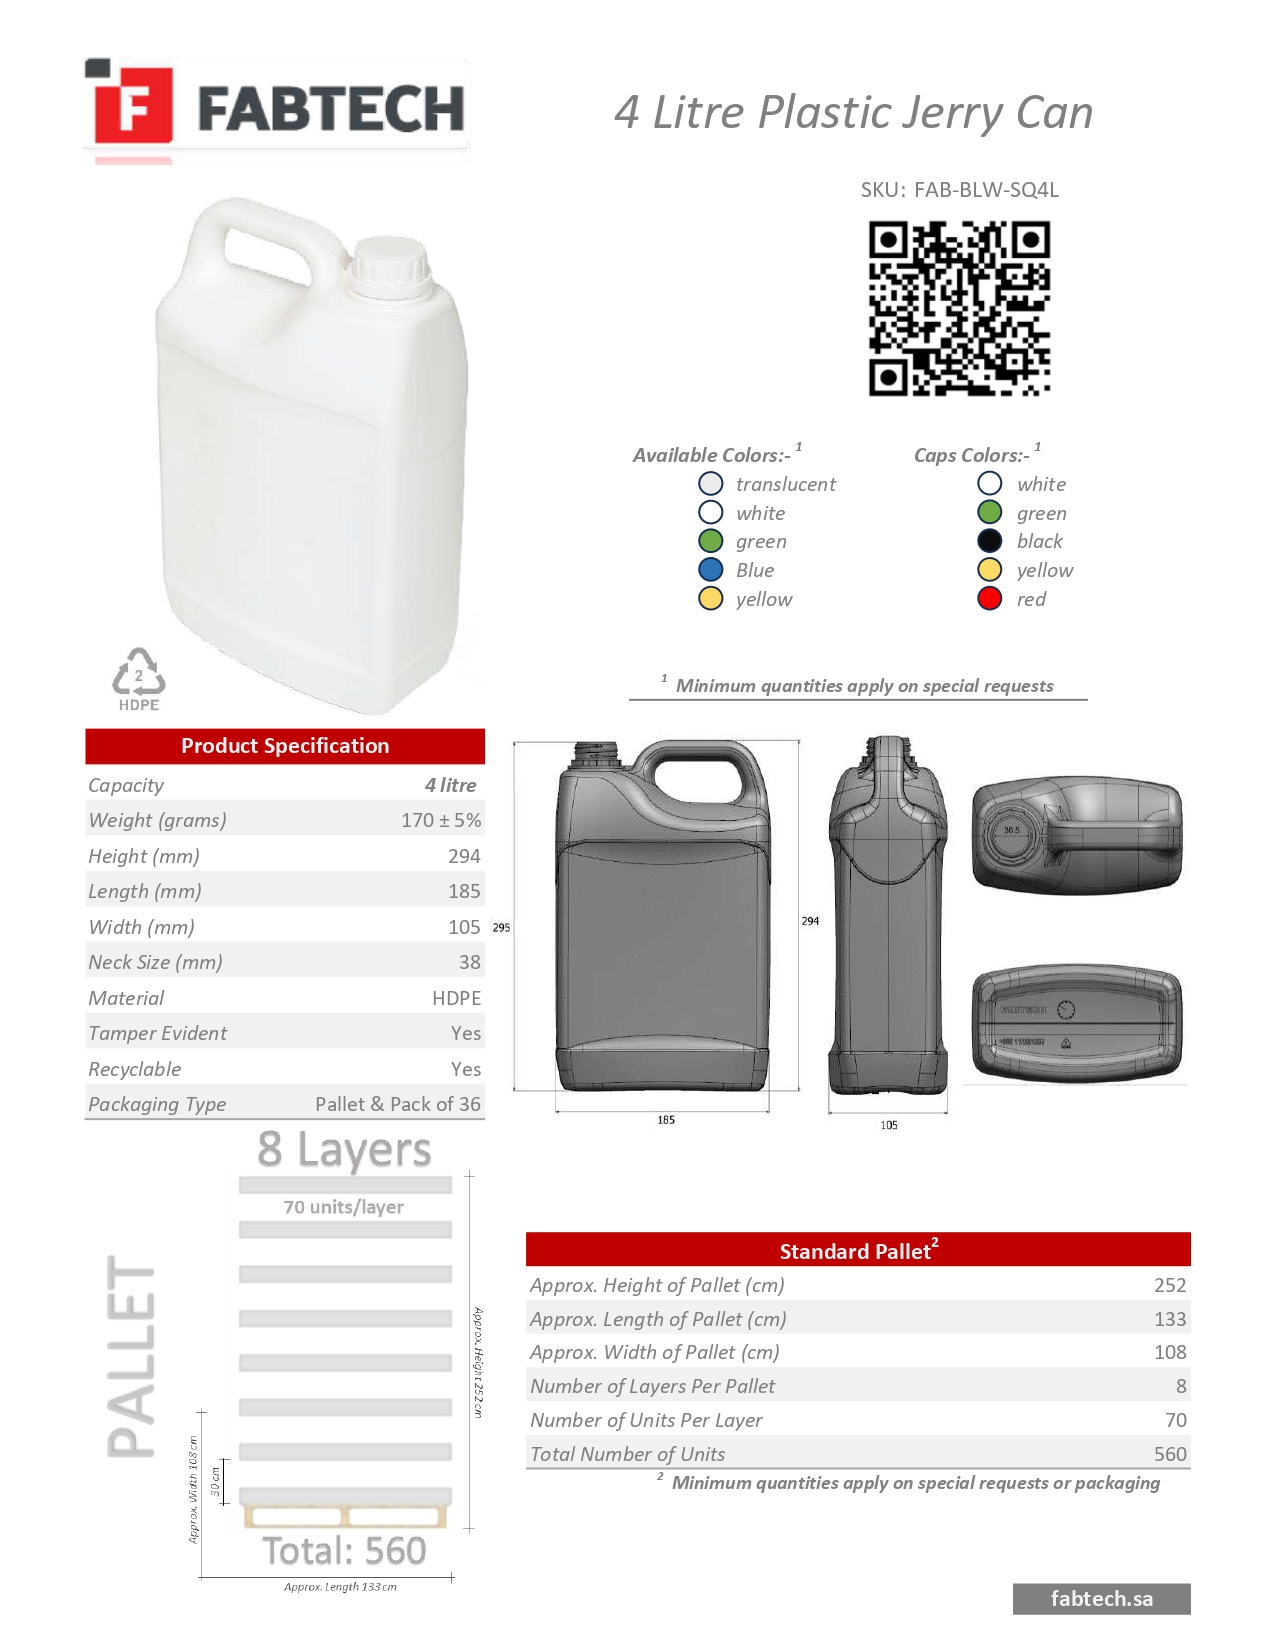 F FABTECH
4 Litre Plastic Jerry Can
SKU: FAB-BLW-SQ4L
Available Colors:- 1
translucent
white
green
Blue
yellow
Caps Colors:- 1
white
green
black
yellow
red
1 Minimum quantities apply on special requests
2
HDPE
Product Specification
Capacity 4 litre
Weight (grams) 170 ± 5%
Height (mm) 294
Length (mm) 185
Width (mm) 105
Neck Size (mm) 38
Material HDPE
Tamper Evident Yes
Recyclable Yes
Packaging Type Pallet & Pack of 36
295
294
185
105
36.5
8 Layers
70 units/layer
PALLET
Approx. Height 252 cm
Approx. Width 108 cm
30 cm
Total: 560
Approx. Length 133 cm
Standard Pallet2
Approx. Height of Pallet (cm) 252
Approx. Length of Pallet (cm) 133
Approx. Width of Pallet (cm) 108
Number of Layers Per Pallet 8
Number of Units Per Layer 70
Total Number of Units 560
2 Minimum quantities apply on special requests or packaging
fabtech.sa